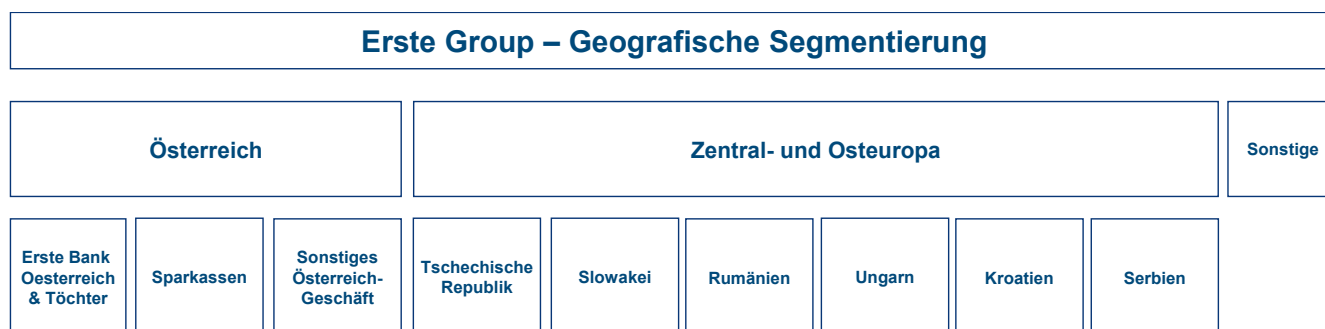 Erste Group – Geografische Segmentierung
Österreich
Zentral- und Osteuropa
Sonstige
Erste Bank
Oesterreich
& Töchter
Sparkassen
Sonstiges
Österreich-
Geschäft
Tschechische
Republik
Slowakei
Rumänien
Ungarn
Kroatien
Serbien